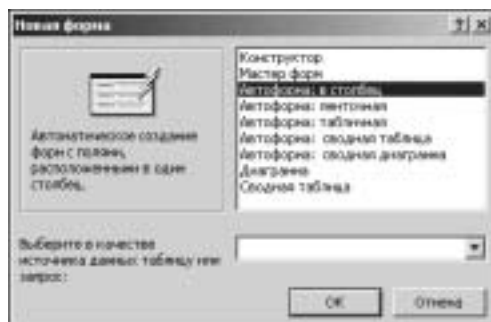 Новая форма
Конструктор
Мастер форм
Автоформа: в столбец
Автоформа: ленточная
Автоформа: табличная
Автоформа: сводная таблица
Автоформа: сводная диаграмма
Диаграмма
Сводная таблица
Автоматическое создание
форм с полями,
расположенными в один
столбец.
Выберите в качестве
источника данных таблицу или
запрос:
ОК
Отмена